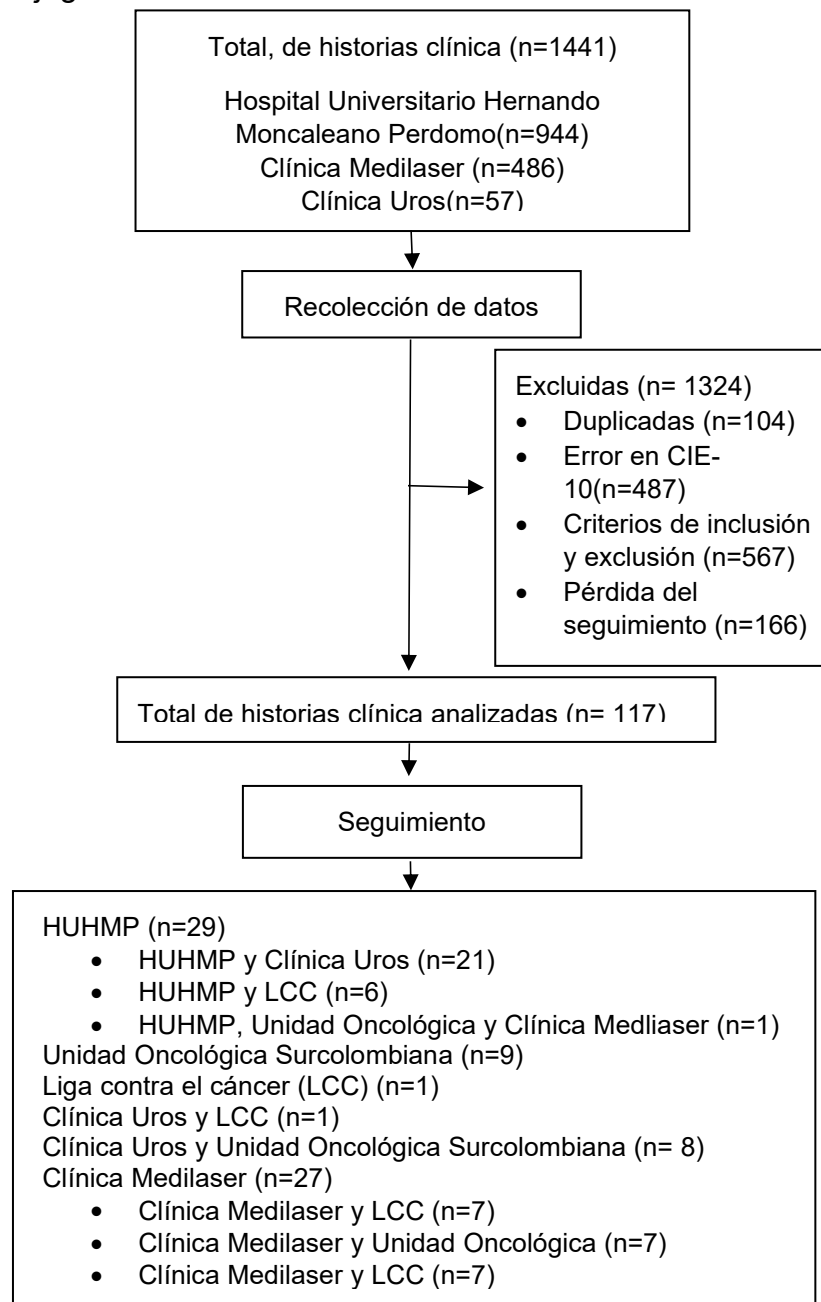 Total, de historias clínica (n=1441)
Hospital Universitario Hernando
Moncaleano Perdomo(n=944)
Clínica Medilaser (n=486)
Clínica Uros(n=57)
Recolección de datos
Excluidas (n= 1324)
• Duplicadas (n=104)
• Error en CIE-
10(n=487)
• Criterios de inclusión
y exclusión (n=567)
• Pérdida del
seguimiento (n=166)
Total de historias clínica analizadas (n= 117)
Seguimiento
HUHMP (n=29)
• HUHMP y Clínica Uros (n=21)
• HUHMP y LCC (n=6)
• HUHMP, Unidad Oncológica y Clínica Medliaser (n=1)
Unidad Oncológica Surcolombiana (n=9)
Liga contra el cáncer (LCC) (n=1)
Clínica Uros y LCC (n=1)
Clínica Uros y Unidad Oncológica Surcolombiana (n= 8)
Clínica Medilaser (n=27)
• Clínica Medilaser y LCC (n=7)
• Clínica Medilaser y Unidad Oncológica (n=7)
• Clínica Medilaser y LCC (n=7)